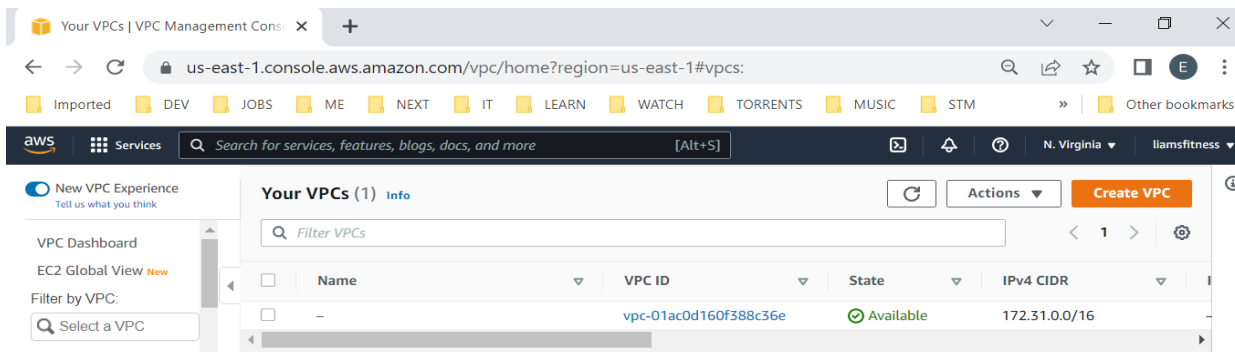 Your VPCs | VPC Management Cons
us-east-1.console.aws.amazon.com/vpc/home?region=us-east-1#vpcs:
E
Imported DEV JOBS ME NEXT IT LEARN WATCH TORRENTS MUSIC STM » Other bookmarks
aws Services Search for services, features, blogs, docs, and more [Alt+S] N. Virginia liamsfitness
New VPC Experience
Tell us what you think
Your VPCs (1) Info Actions Create VPC
Filter VPCs 1
VPC Dashboard
EC2 Global View New
Filter by VPC:
Select a VPC
Name VPC ID State IPv4 CIDR
– vpc-01ac0d160f388c36e Available 172.31.0.0/16 –